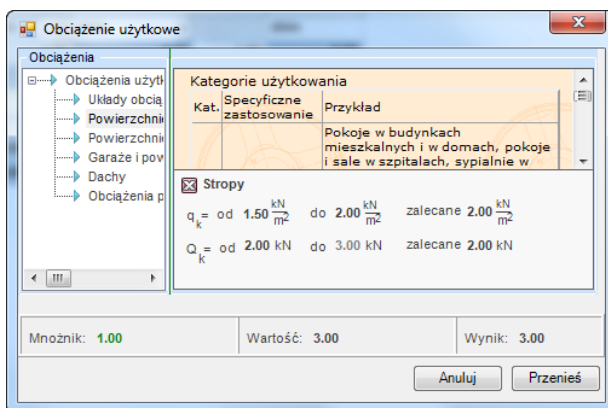 Obciążenie użytkowe
Obciążenia
Obciążenia użytk
Układy obcią
Powierzchni
Powierzchni
Garaże i pow
Dachy
Obciążenia p
Kategorie użytkowania
Kat. Specyficzne zastosowanie Przykład
Pokoje w budynkach
mieszkalnych i w domach, pokoje
i sale w szpitalach, sypialnie w
Stropy
qk= od 1.50 kN/m2 do 2.00 kN/m2 zalecane 2.00 kN/m2
Qk= od 2.00 kN do 3.00 kN zalecane 2.00 kN
Mnożnik: 1.00 Wartość: 3.00 Wynik: 3.00
Anuluj Przenieś